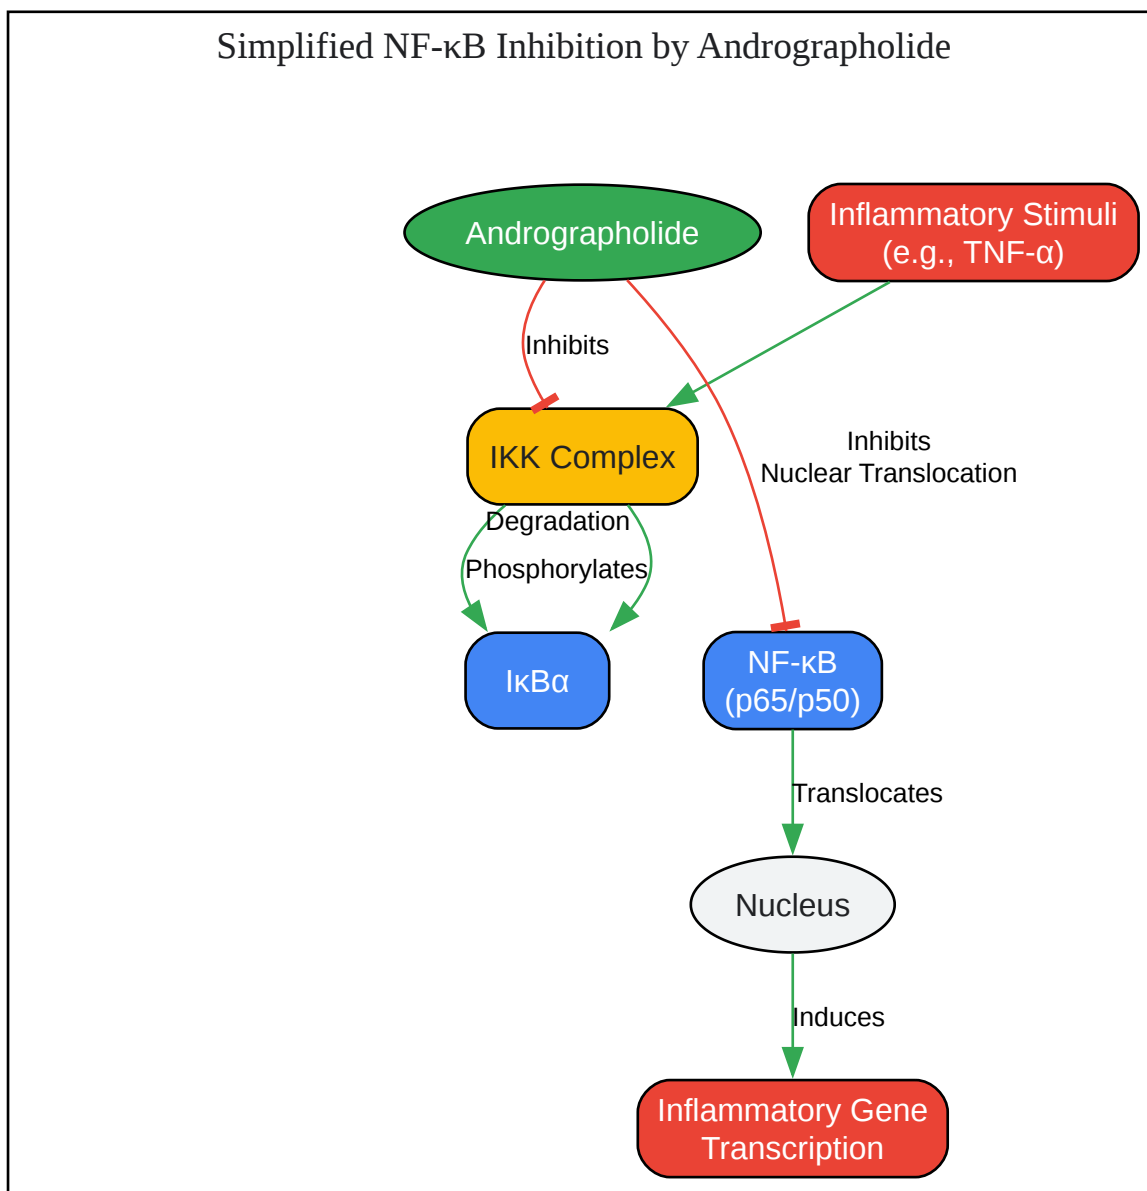 Simplified NF-κB Inhibition by Andrographolide
Andrographolide
Inflammatory Stimuli
(e.g., TNF-α)
Inhibits
Inhibits
Nuclear Translocation
IKK Complex
Degradation
Phosphorylates
IκBα
NF-κB
(p65/p50)
Translocates
Nucleus
Induces
Inflammatory Gene
Transcription